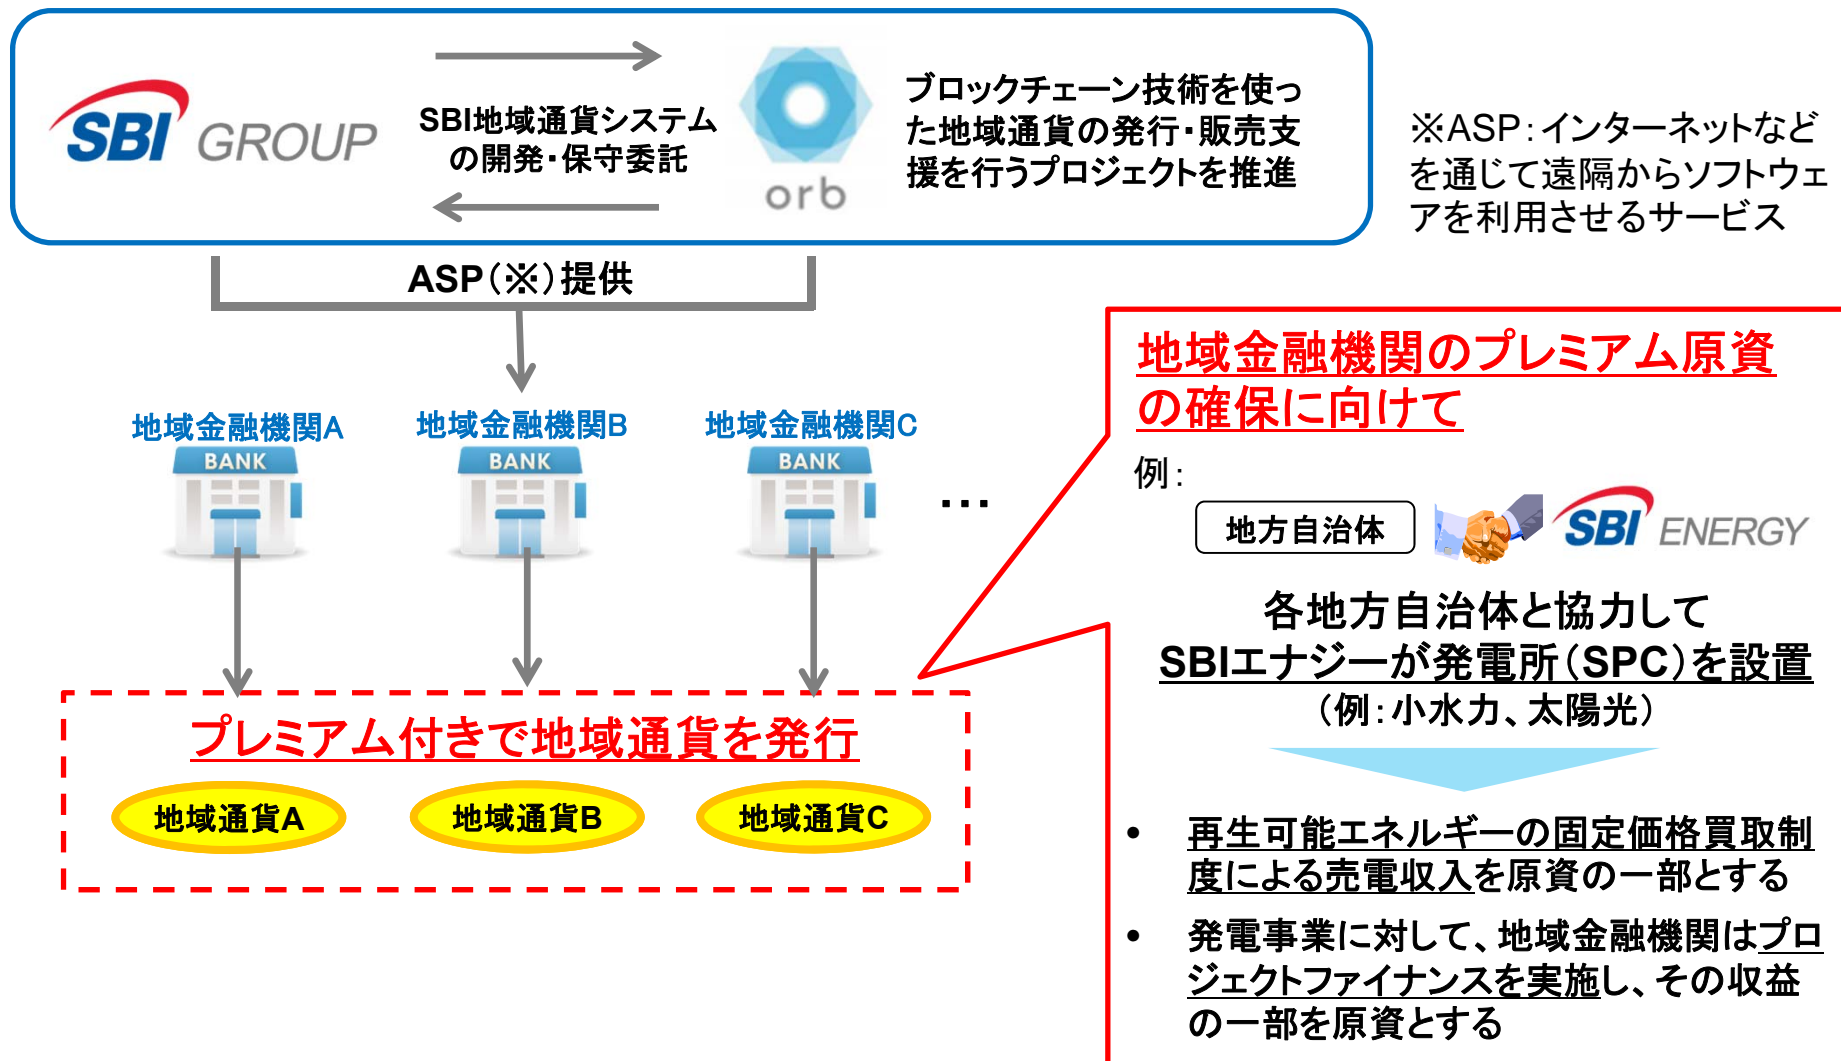 SBI GROUP
SBI地域通貨システム
の開発・保守委託
orb
ブロックチェーン技術を使っ
た地域通貨の発行・販売支
援を行うプロジェクトを推進
※ASP：インターネットなど
を通じて遠隔からソフトウェ
アを利用させるサービス
ASP（※）提供
地域金融機関A
地域金融機関B
地域金融機関C
BANK
BANK
BANK
…
プレミアム付きで地域通貨を発行
地域通貨A
地域通貨B
地域通貨C
地域金融機関のプレミアム原資
の確保に向けて
例：
地方自治体
SBI ENERGY
各地方自治体と協力して
SBIエナジーが発電所（SPC）を設置
（例：小水力、太陽光）
• 再生可能エネルギーの固定価格買取制
度による売電収入を原資の一部とする
• 発電事業に対して、地域金融機関はプロ
ジェクトファイナンスを実施し、その収益
の一部を原資とする